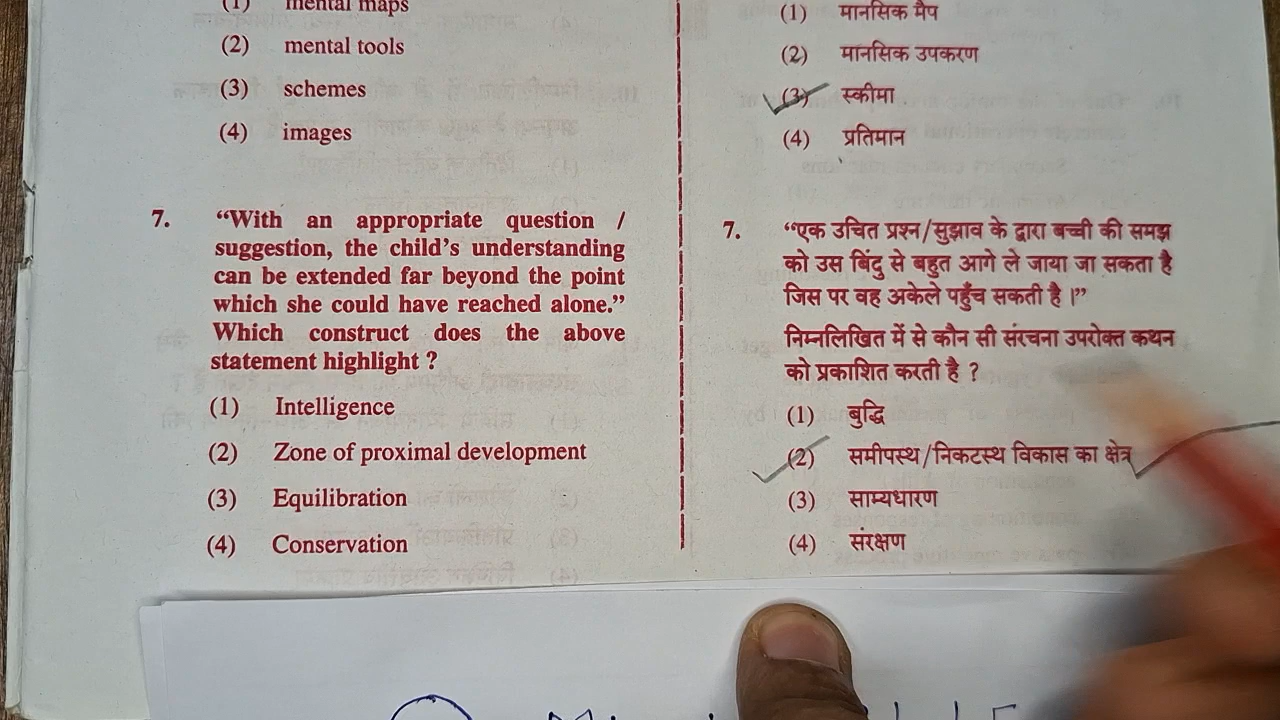 (1) mental maps
(2) mental tools
(3) schemes
(4) images
7. “With an appropriate question /
suggestion, the child’s understanding
can be extended far beyond the point
which she could have reached alone.”
Which construct does the above
statement highlight ?
(1) Intelligence
(2) Zone of proximal development
(3) Equilibration
(4) Conservation
(1) मानसिक मैप
(2) मानसिक उपकरण
(3) स्कीमा
(4) प्रतिमान
7. “एक उचित प्रश्न/सुझाव के द्वारा बच्ची की समझ
को उस बिंदु से बहुत आगे ले जाया जा सकता है
जिस पर वह अकेले पहुँच सकती है ।”
निम्नलिखित में से कौन सी संरचना उपरोक्त कथन
को प्रकाशित करती है ?
(1) बुद्धि
(2) समीपस्थ/निकटस्थ विकास का क्षेत्र
(3) साम्यधारण
(4) संरक्षण